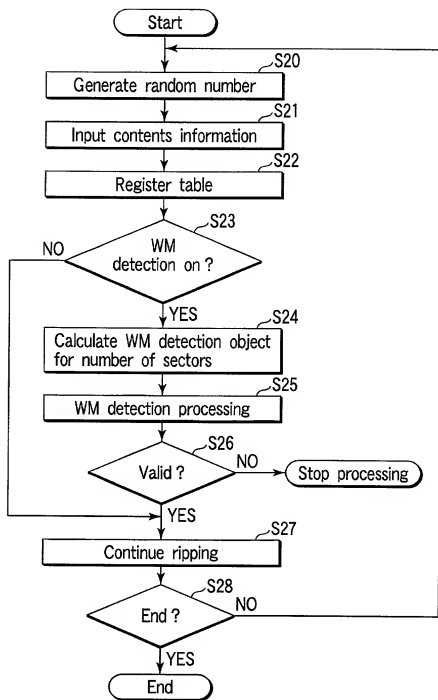 Start
S20
Generate random number
S21
Input contents information
S22
Register table
S23
NO
WM
detection on ?
YES
S24
Calculate WM detection object
for number of sectors
S25
WM detection processing
S26
Valid ?
NO
Stop processing
YES
S27
Continue ripping
S28
End ?
NO
YES
End